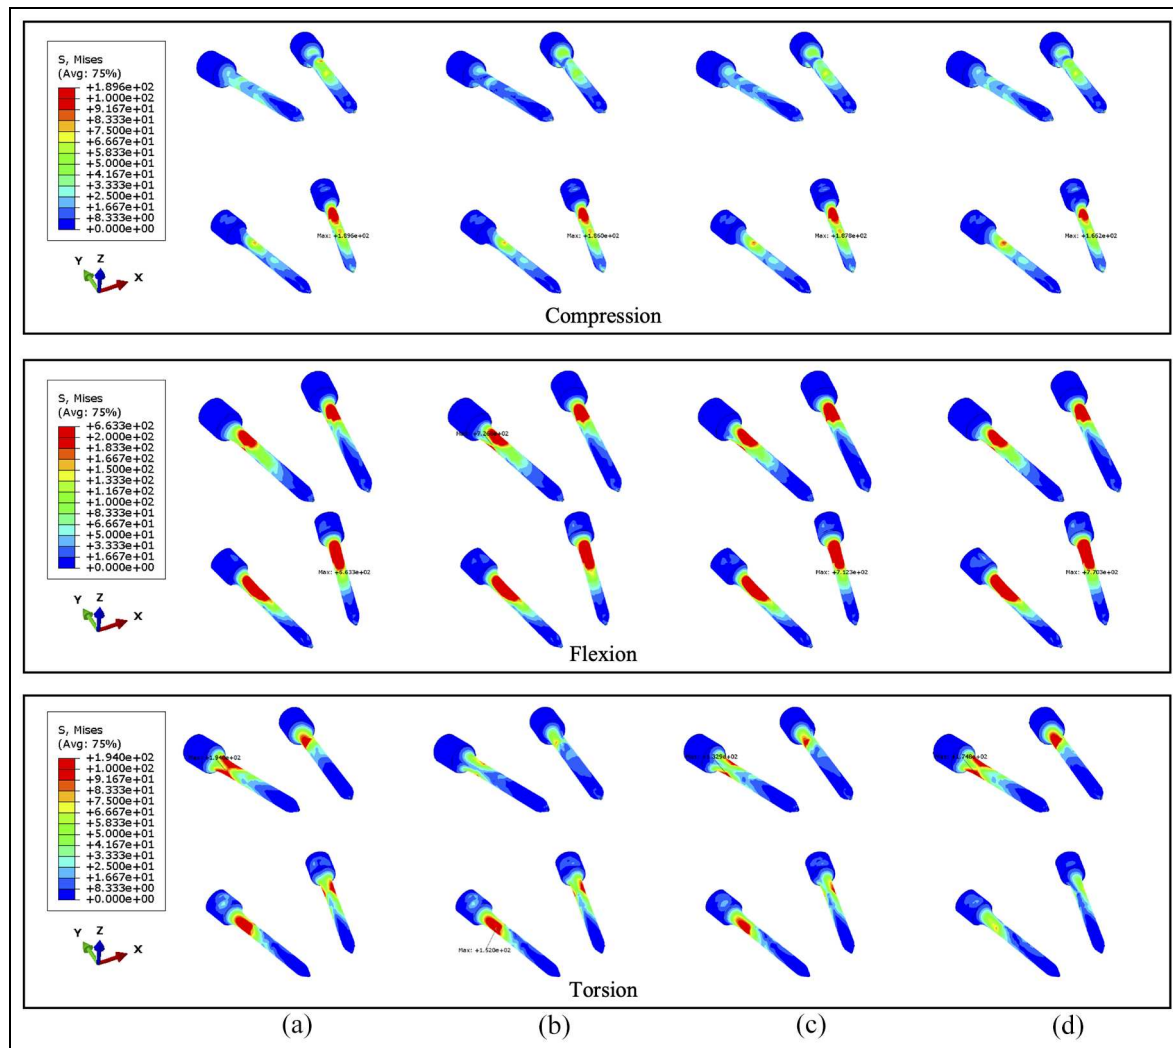 S, Mises
(Avg: 75%)
+1.896e+02
+1.000e+02
+9.167e+01
+8.333e+01
+7.500e+01
+6.667e+01
+5.833e+01
+5.000e+01
+4.167e+01
+3.333e+01
+2.500e+01
+1.667e+01
+8.333e+00
+0.000e+00
Y Z X
Max: +1.896e+02
Max: +1.860e+02
Max: +1.878e+02
Max: +1.662e+02
Compression
S, Mises
(Avg: 75%)
+6.633e+02
+2.000e+02
+1.833e+02
+1.667e+02
+1.500e+02
+1.333e+02
+1.167e+02
+1.000e+02
+8.333e+01
+6.667e+01
+5.000e+01
+3.333e+01
+1.667e+01
+0.000e+00
Y Z X
Max:
Max: +6.633e+02
Max: +7.123e+02
Max: +7.703e+02
Flexion
S, Mises
(Avg: 75%)
+1.940e+02
+1.000e+02
+9.167e+01
+8.333e+01
+7.500e+01
+6.667e+01
+5.833e+01
+5.000e+01
+4.167e+01
+3.333e+01
+2.500e+01
+1.667e+01
+8.333e+00
+0.000e+00
Y Z X
Max: +1.520e+02
Torsion
(a) (b) (c) (d)